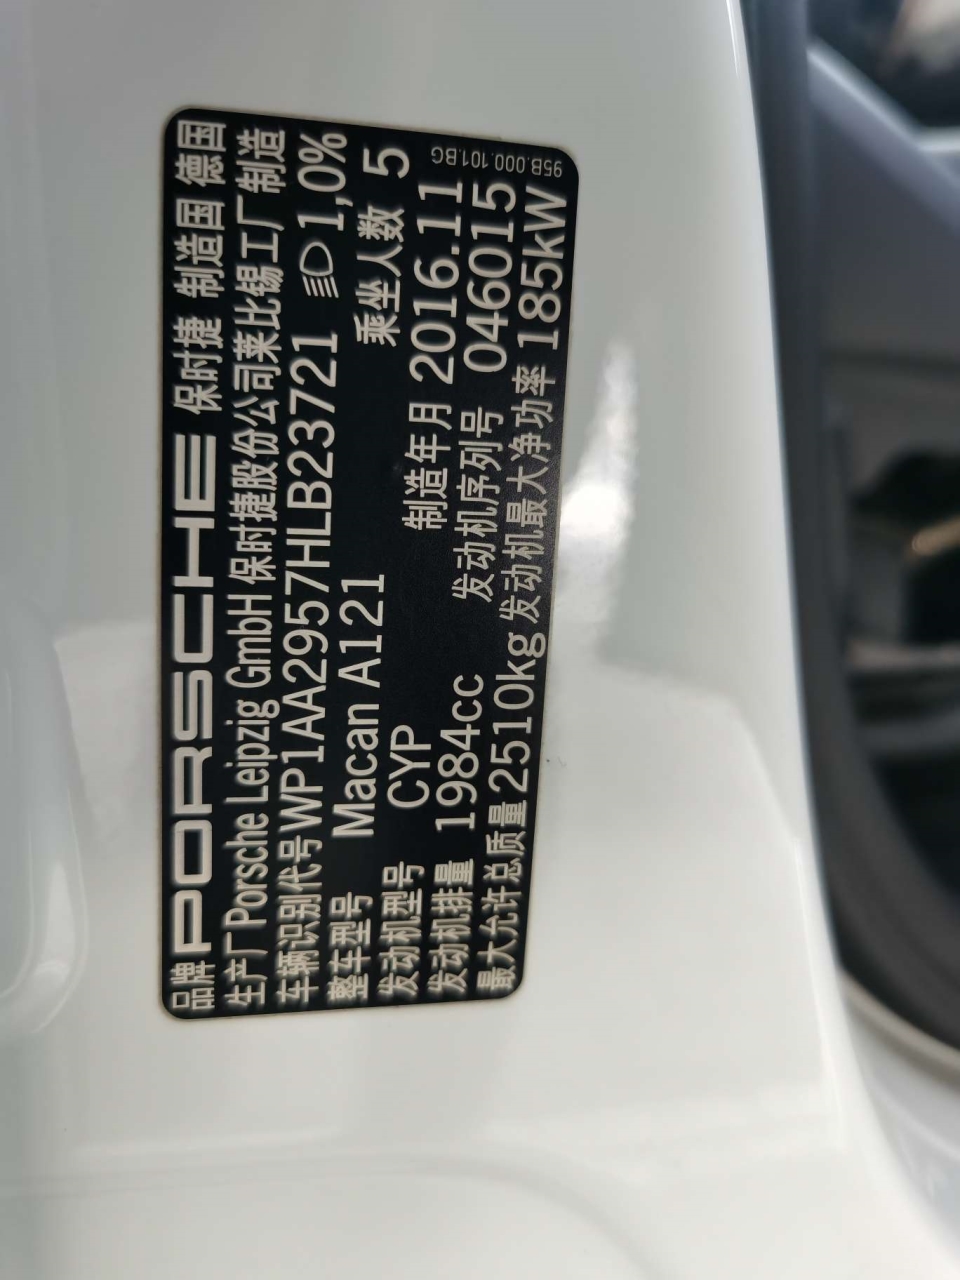 品牌 PORSCHE 保时捷 制造国 德国
生产厂 Porsche Leipzig GmbH 保时捷股份公司莱比锡工厂制造
车辆识别代号 WP1AA2957HLB23721 1,0%
整车型号 Macan A121 乘坐人数 5
发动机型号 CYP 制造年月 2016.11
发动机排量 1984cc 发动机序列号 046015
最大允许总质量 2510kg 发动机最大净功率 185kW
95B.000.101.BG